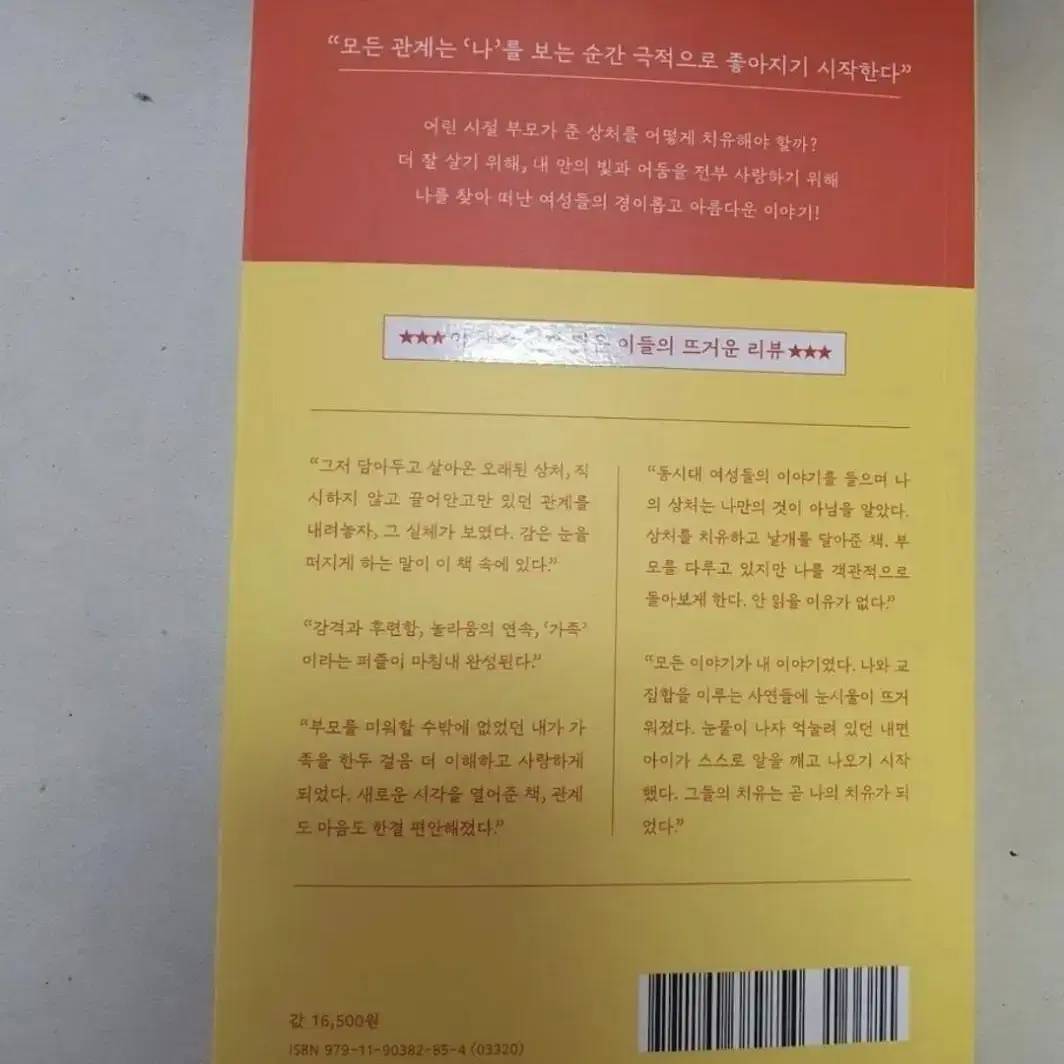 “모든 관계는 ‘나’를 보는 순간 극적으로 좋아지기 시작한다”
어린 시절 부모가 준 상처를 어떻게 치유해야 할까?
더 잘 살기 위해, 내 안의 빛과 어둠을 전부 사랑하기 위해
나를 찾아 떠난 여성들의 경이롭고 아름다운 이야기!
★★★ 이들의 뜨거운 리뷰★★★
“그저 담아두고 살아온 오래된 상처, 직
시하지 않고 끌어안고만 있던 관계를
내려놓자, 그 실체가 보였다. 감은 눈을
떠지게 하는 말이 이 책 속에 있다.”
“감격과 후련함, 놀라움의 연속, ‘가족’
이라는 퍼즐이 마침내 완성된다.”
“부모를 미워할 수밖에 없었던 내가 가
족을 한두 걸음 더 이해하고 사랑하게
되었다. 새로운 시각을 열어준 책, 관계
도 마음도 한결 편안해졌다.”
“동시대 여성들의 이야기를 들으며 나
의 상처는 나만의 것이 아님을 알았다.
상처를 치유하고 날개를 달아준 책. 부
모를 다루고 있지만 나를 객관적으로
돌아보게 한다. 안 읽을 이유가 없다.”
“모든 이야기가 내 이야기였다. 나와 교
집합을 이루는 사연들에 눈시울이 뜨거
워졌다. 눈물이 나자 억눌려 있던 내면
아이가 스스로 알을 깨고 나오기 시작
했다. 그들의 치유는 곧 나의 치유가 되
었다.”
값 16,500원
ISBN 979-11-90382-85-4 (03320)